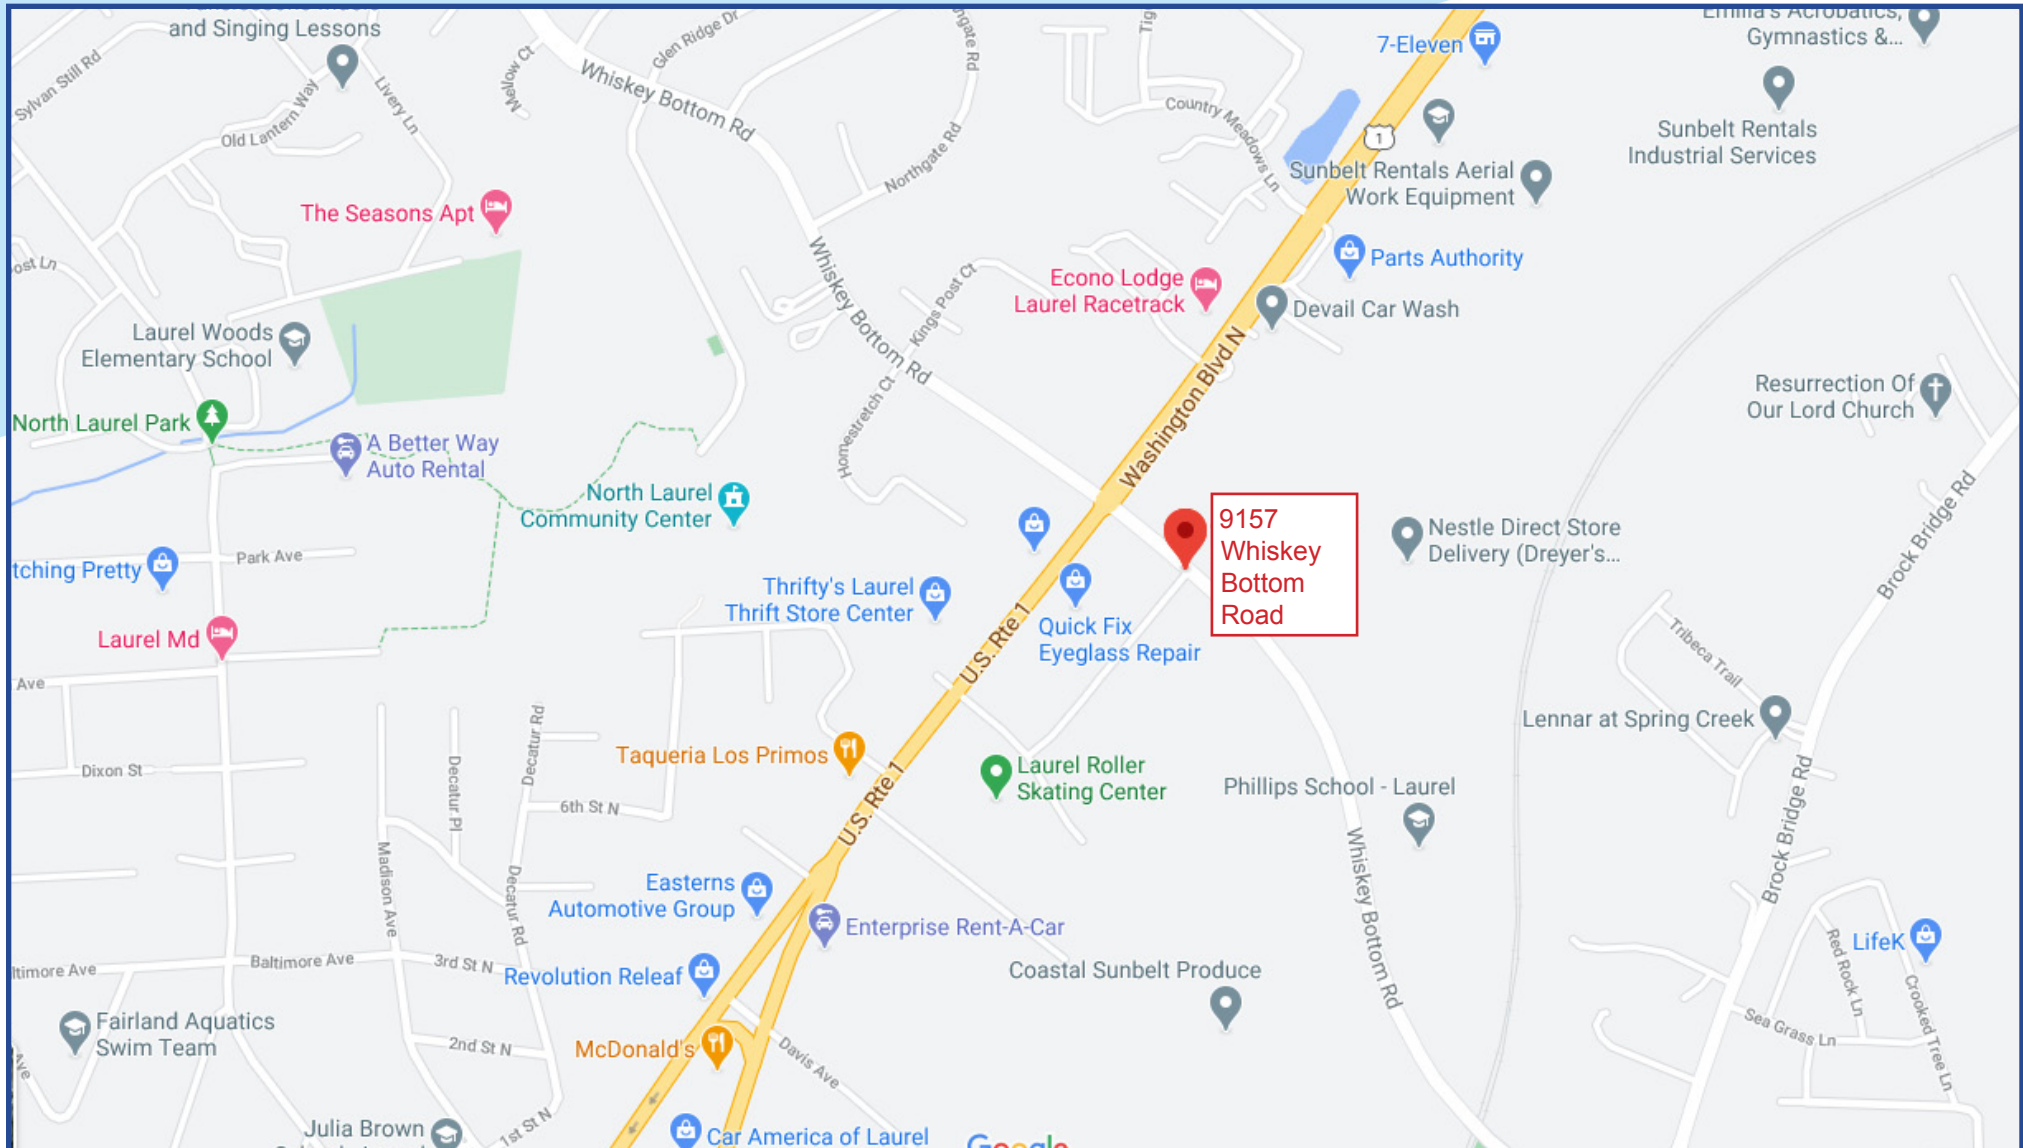 and Singing Lessons
Sylvan Still Rd
Livery Ln
Old Lantern Way
Mellow Ct
Glen Ridge Dr
Whiskey Bottom Rd
Northgate Rd
Country Meadows Ln
7-Eleven
1
Emilia's Acrobatics,
Gymnastics &...
Sunbelt Rentals
Industrial Services
Sunbelt Rentals Aerial
Work Equipment
The Seasons Apt
Whiskey Bottom Rd
Kings Post Ct
Econo Lodge
Laurel Racetrack
Parts Authority
Devail Car Wash
Laurel Woods
Elementary School
Homestretch Ct
Washington Blvd N
Resurrection Of
Our Lord Church
North Laurel Park
A Better Way
Auto Rental
North Laurel
Community Center
9157
Whiskey
Bottom
Road
Nestle Direct Store
Delivery (Dreyer's...
Brock Bridge Rd
Park Ave
tching Pretty
Thrifty's Laurel
Thrift Store Center
U.S. Rte 1
Quick Fix
Eyeglass Repair
Laurel Md
Ave
Tribeca Trail
Lennar at Spring Creek
Dixon St
Decatur Pl
Decatur Rd
6th St N
Taqueria Los Primos
U.S. Rte 1
Laurel Roller
Skating Center
Phillips School - Laurel
Brock Bridge Rd
Madison Ave
Decatur Rd
Easterns
Automotive Group
Enterprise Rent-A-Car
Whiskey Bottom Rd
LifeK
Red Rock Ln
Crooked Tree Ln
ltimore Ave
Baltimore Ave
3rd St N
Revolution Releaf
Coastal Sunbelt Produce
Fairland Aquatics
Swim Team
2nd St N
McDonald's
Davis Ave
Sea Grass Ln
Ave
Julia Brown
1st St N
Car America of Laurel
Google